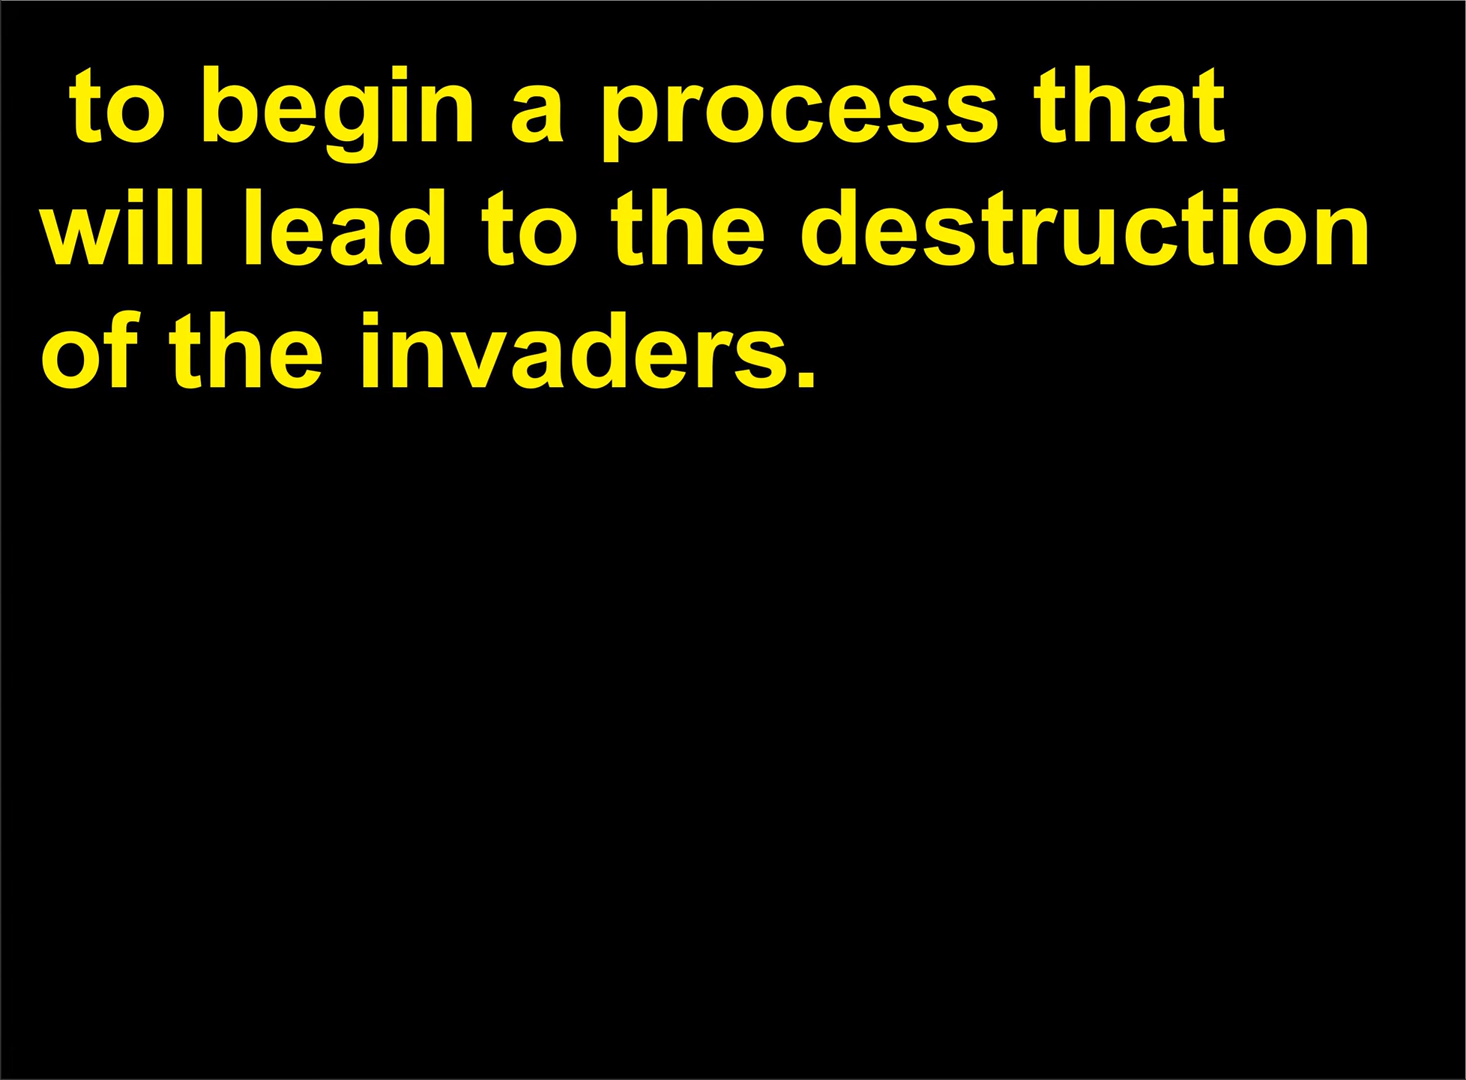 to begin a process that
will lead to the destruction
of the invaders.